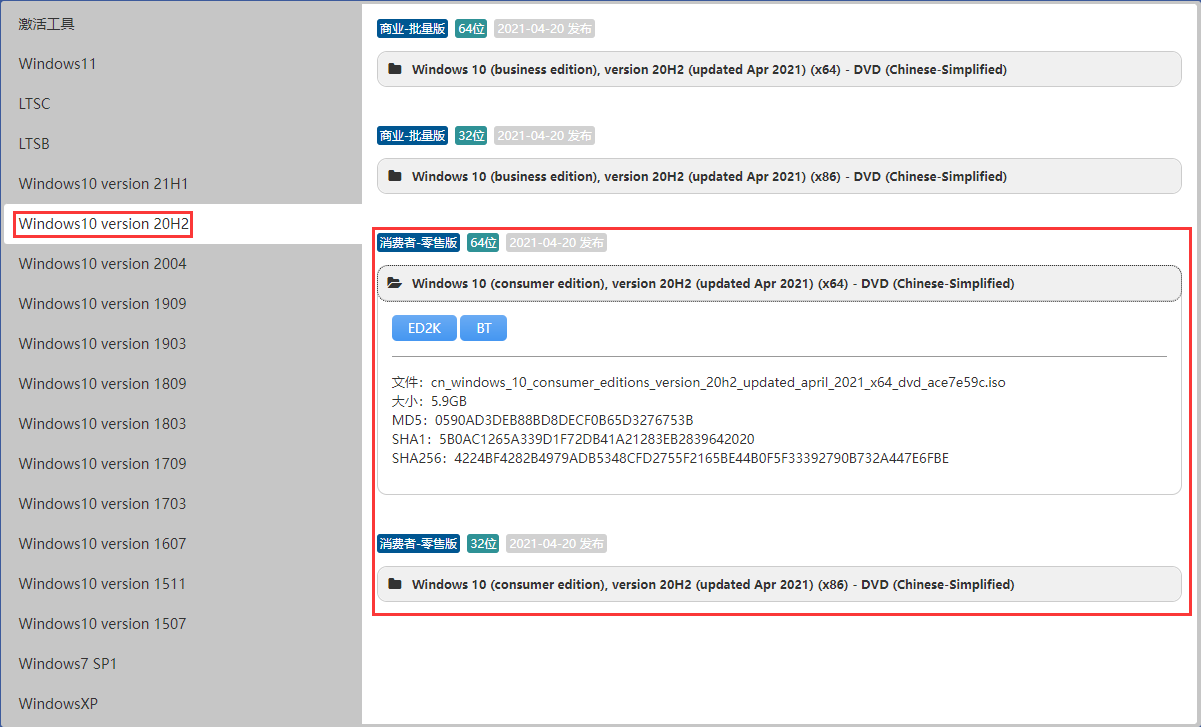 激活工具
Windows11
LTSC
LTSB
Windows10 version 21H1
Windows10 version 20H2
Windows10 version 2004
Windows10 version 1909
Windows10 version 1903
Windows10 version 1809
Windows10 version 1803
Windows10 version 1709
Windows10 version 1703
Windows10 version 1607
Windows10 version 1511
Windows10 version 1507
Windows7 SP1
WindowsXP
商业-批量版 64位 2021-04-20 发布
Windows 10 (business edition), version 20H2 (updated Apr 2021) (x64) - DVD (Chinese-Simplified)
商业-批量版 32位 2021-04-20 发布
Windows 10 (business edition), version 20H2 (updated Apr 2021) (x86) - DVD (Chinese-Simplified)
消费者-零售版 64位 2021-04-20 发布
Windows 10 (consumer edition), version 20H2 (updated Apr 2021) (x64) - DVD (Chinese-Simplified)
ED2K BT
文件：cn_windows_10_consumer_editions_version_20h2_updated_april_2021_x64_dvd_ace7e59c.iso
大小：5.9GB
MD5：0590AD3DEB88BD8DECF0B65D3276753B
SHA1：5B0AC1265A339D1F72DB41A21283EB2839642020
SHA256：4224BF4282B4979ADB5348CFD2755F2165BE44B0F5F33392790B732A447E6FBE
消费者-零售版 32位 2021-04-20 发布
Windows 10 (consumer edition), version 20H2 (updated Apr 2021) (x86) - DVD (Chinese-Simplified)